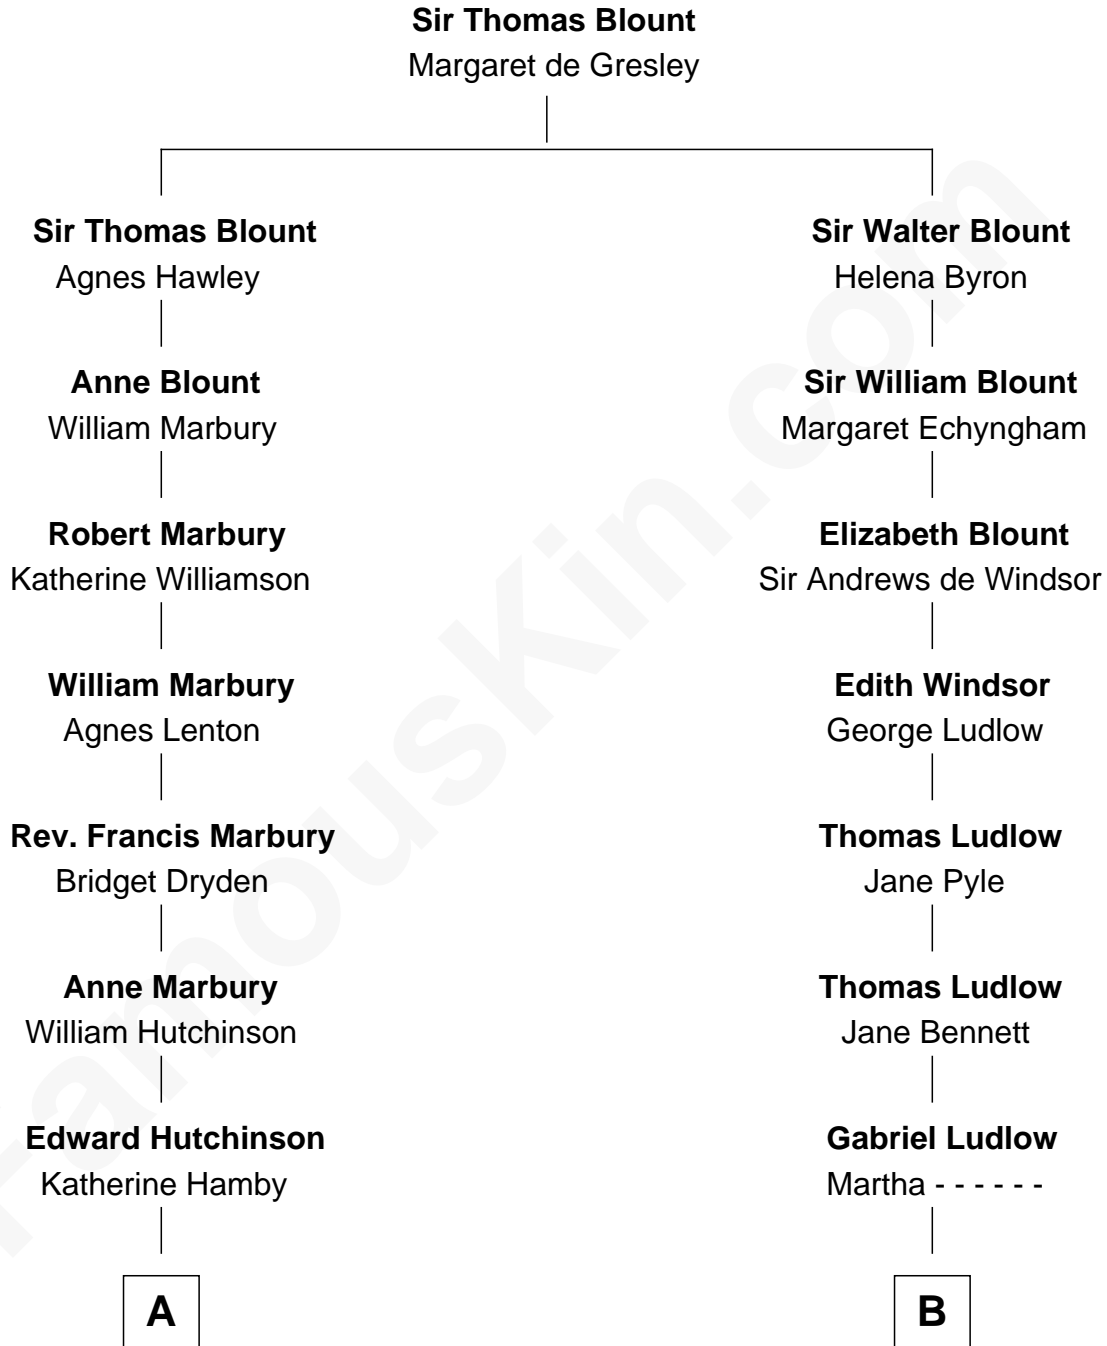 Sir Thomas Blount
Margaret de Gresley
Sir Thomas Blount
Agnes Hawley
Sir Walter Blount
Helena Byron
Anne Blount
William Marbury
Sir William Blount
Margaret Echyngham
Robert Marbury
Katherine Williamson
Elizabeth Blount
Sir Andrews de Windsor
William Marbury
Agnes Lenton
Edith Windsor
George Ludlow
Rev. Francis Marbury
Bridget Dryden
Thomas Ludlow
Jane Pyle
Anne Marbury
William Hutchinson
Thomas Ludlow
Jane Bennett
Edward Hutchinson
Katherine Hamby
Gabriel Ludlow
Martha - - - - - -
A
B
FamousKin.com